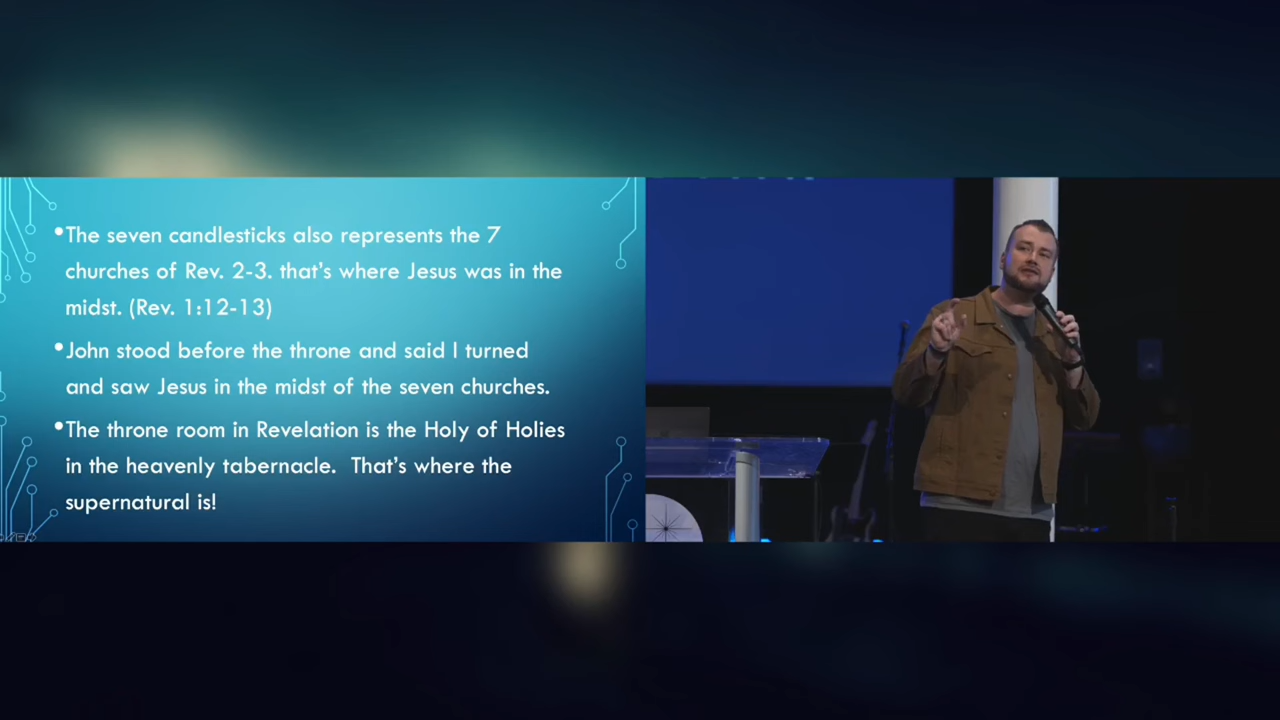 •The seven candlesticks also represents the 7
churches of Rev. 2-3. that's where Jesus was in the
midst. (Rev. 1:12-13)
•John stood before the throne and said I turned
and saw Jesus in the midst of the seven churches.
•The throne room in Revelation is the Holy of Holies
in the heavenly tabernacle.  That's where the
supernatural is!